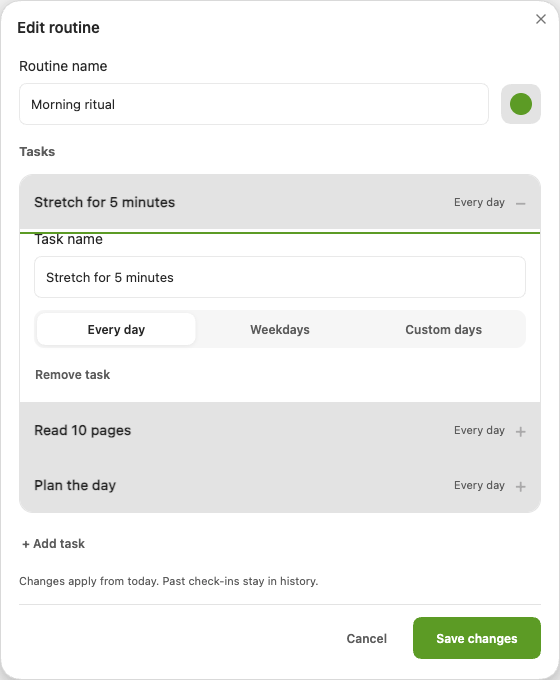 Edit routine
Routine name
Morning ritual
Tasks
Stretch for 5 minutes Every day −
Task name
Stretch for 5 minutes
Every day Weekdays Custom days
Remove task
Read 10 pages Every day +
Plan the day Every day +
+ Add task
Changes apply from today. Past check-ins stay in history.
Cancel Save changes